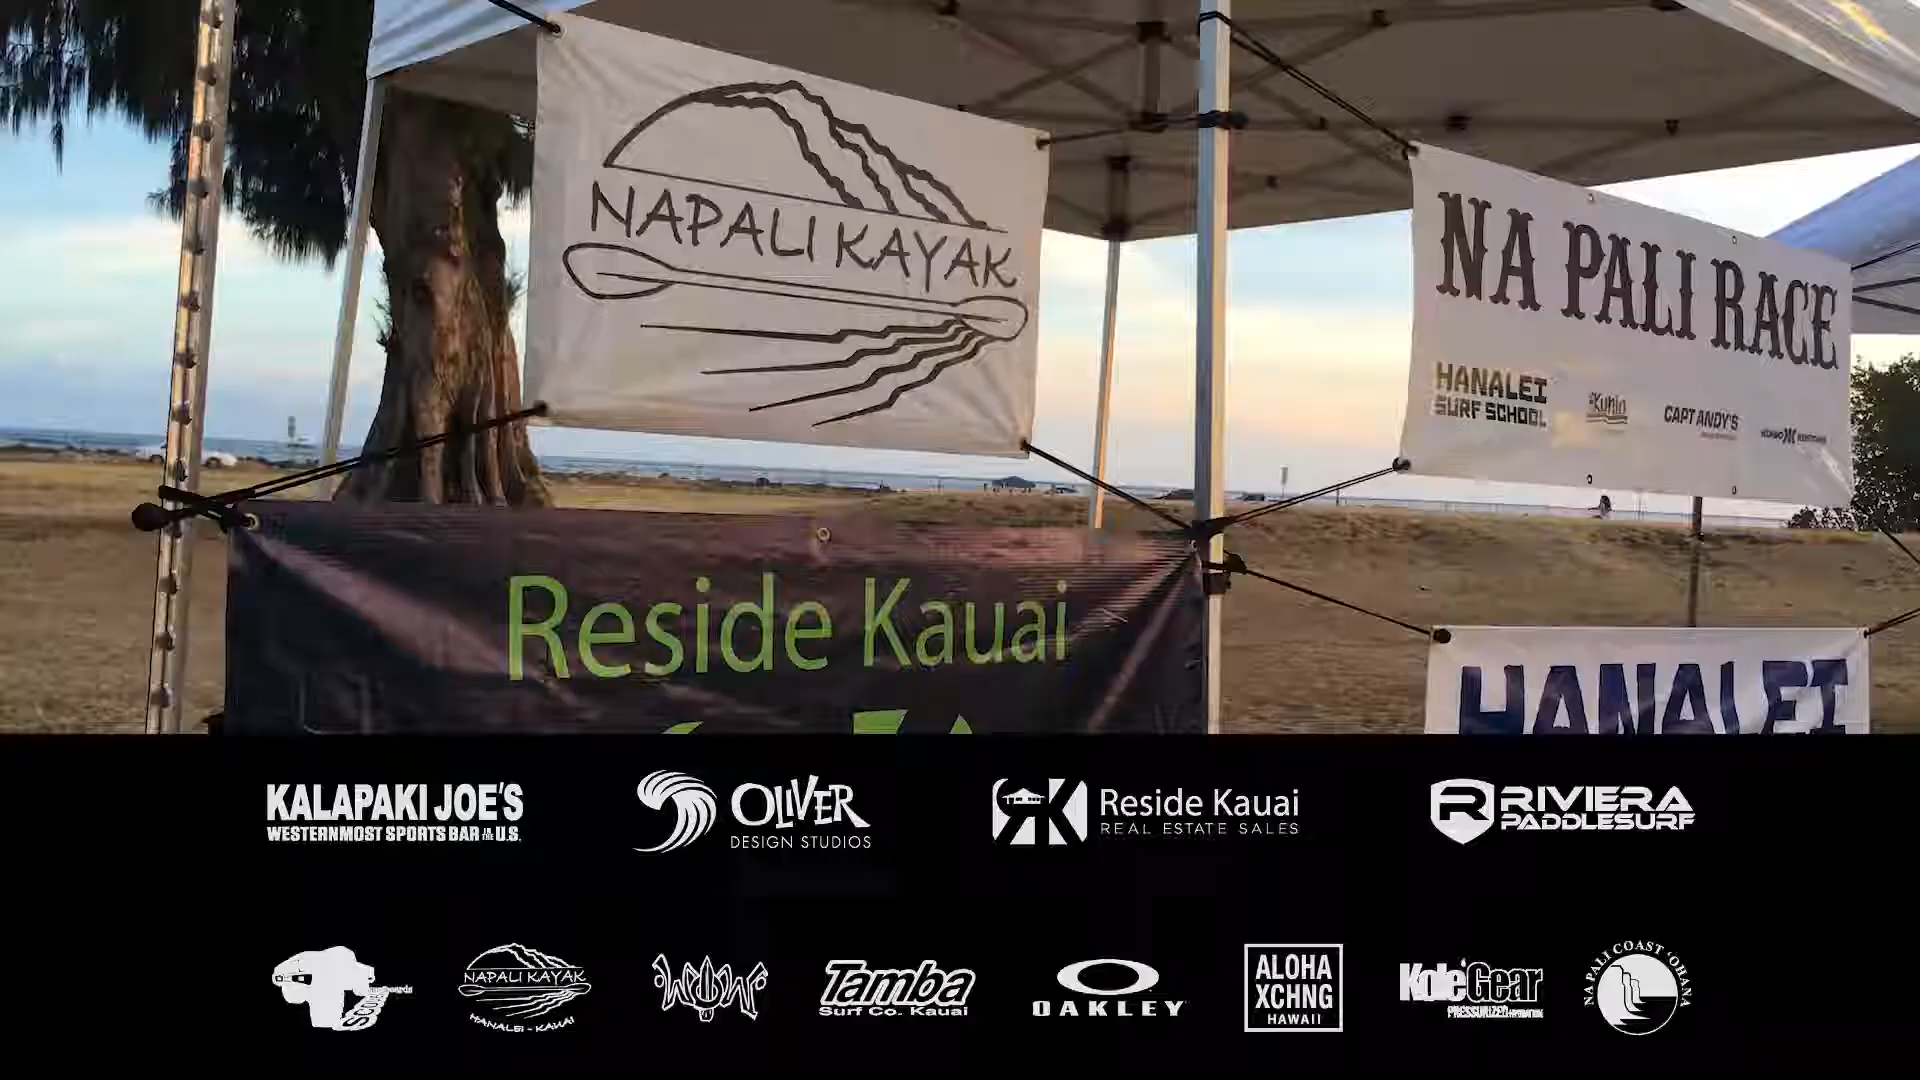 NAPALI KAYAK
NA PALI RACE
HANALEI
SURF SCHOOL
Kuhio
CAPT ANDY'S
Reside Kauai
HANALEI
KALAPAKI JOE'S
WESTERNMOST SPORTS BAR IN THE U.S.
OLIVER
DESIGN STUDIOS
Reside Kauai
REAL ESTATE SALES
RIVIERA
PADDLESURF
NAPALI KAYAK
HANALEI - KAUAI
WOW
Tamba
Surf Co. Kauai
OAKLEY
ALOHA
XCHNG
HAWAII
KoleGear
NA PALI COAST 'OHANA